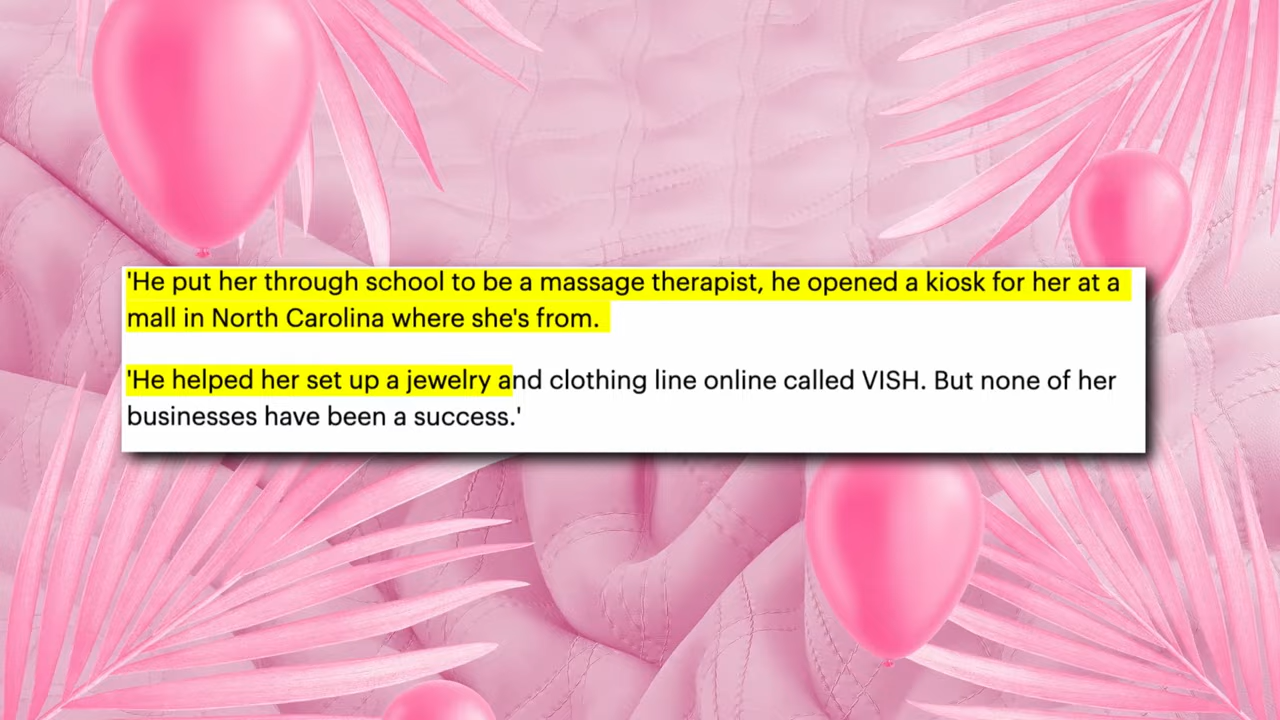 'He put her through school to be a massage therapist, he opened a kiosk for her at a
mall in North Carolina where she's from.
'He helped her set up a jewelry and clothing line online called VISH. But none of her
businesses have been a success.'